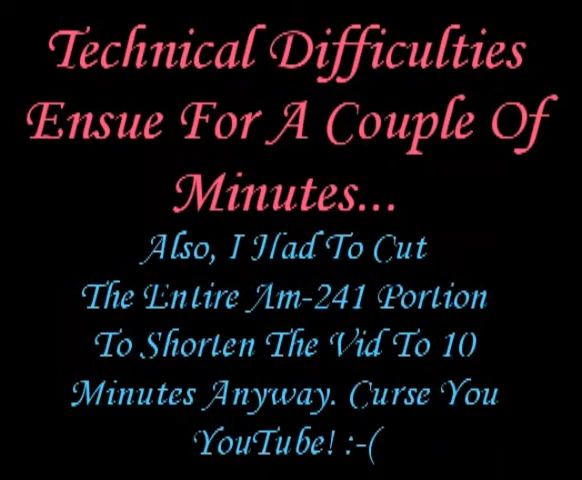 Technical Difficulties
Ensue For A Couple Of
Minutes...
Also, I Had To Cut
The Entire Am-241 Portion
To Shorten The Vid To 10
Minutes Anyway. Curse You
YouTube! :-(